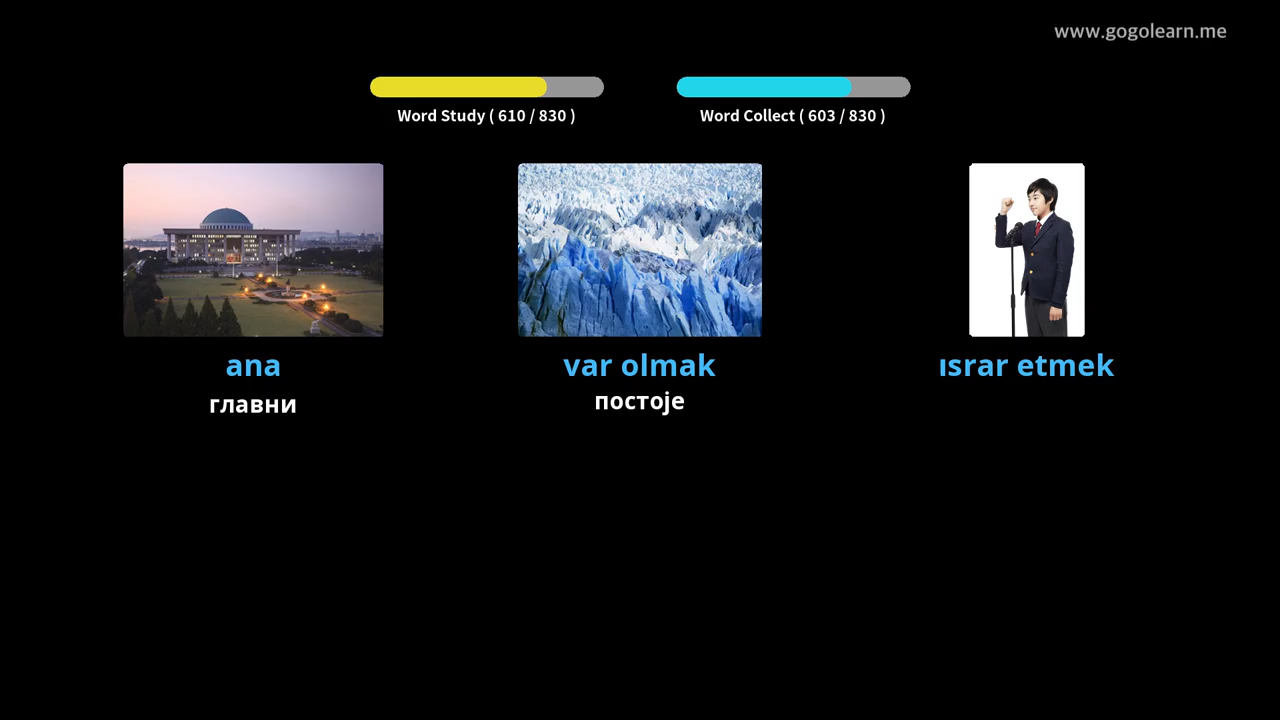 www.gogolearn.me
Word Study ( 610 / 830 )
Word Collect ( 603 / 830 )
ana
var olmak
ısrar etmek
главни
постоје